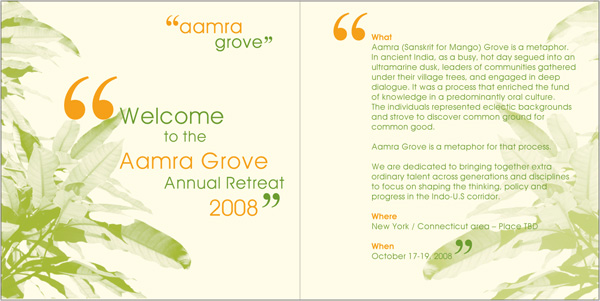 “aamra
grove”
“Welcome
to the
Aamra Grove
Annual Retreat
2008”
“
What
Aamra (Sanskrit for Mango) Grove is a metaphor.
In ancient India, as a busy, hot day segued into an
ultramarine dusk, leaders of communities gathered
under their village trees, and engaged in deep
dialogue. It was a process that enriched the fund
of knowledge in a predominantly oral culture.
The individuals represented eclectic backgrounds
and strove to discover common ground for
common good.
Aamra Grove is a metaphor for that process.
We are dedicated to bringing together extra
ordinary talent across generations and disciplines
to focus on shaping the thinking, policy and
progress in the Indo-U.S corridor.
Where
New York / Connecticut area – Place TBD
When
October 17-19, 2008 ”